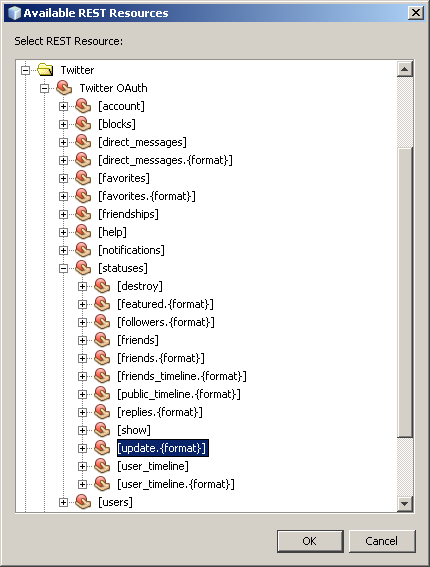 Available REST Resources
Select REST Resource:
Twitter
Twitter OAuth
[account]
[blocks]
[direct_messages]
[direct_messages.{format}]
[favorites]
[favorites.{format}]
[friendships]
[help]
[notifications]
[statuses]
[destroy]
[featured.{format}]
[followers.{format}]
[friends]
[friends.{format}]
[friends_timeline.{format}]
[public_timeline.{format}]
[replies.{format}]
[show]
[update.{format}]
[user_timeline]
[user_timeline.{format}]
[users]
OK Cancel